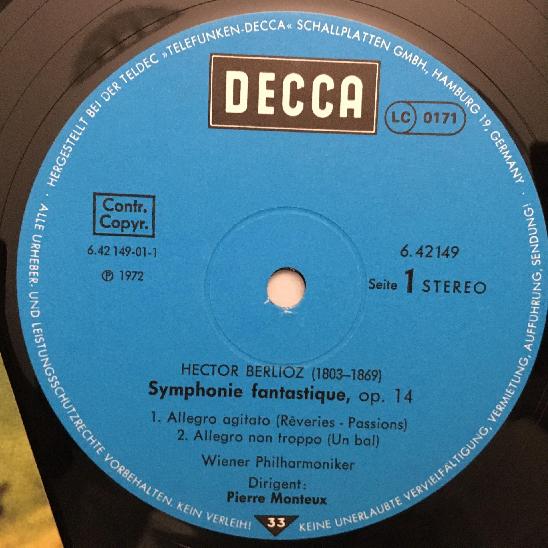 HERGESTELLT BEI DER TELDEC »TELEFUNKEN-DECCA« SCHALLPLATTEN GMBH, HAMBURG 19, GERMANY ·
DECCA
LC 0171
Contr.
Copyr.
6.42149-01-1
℗ 1972
6.42149
Seite 1 STEREO
HECTOR BERLIOZ (1803–1869)
Symphonie fantastique, op. 14
1. Allegro agitato (Rêveries - Passions)
2. Allegro non troppo (Un bal)
Wiener Philharmoniker
Dirigent:
Pierre Monteux
33
· ALLE URHEBER- UND LEISTUNGSSCHUTZRECHTE VORBEHALTEN. KEIN VERLEIH! KEINE UNERLAUBTE VERVIELFÄLTIGUNG, VERMIETUNG, AUFFÜHRUNG, SENDUNG!